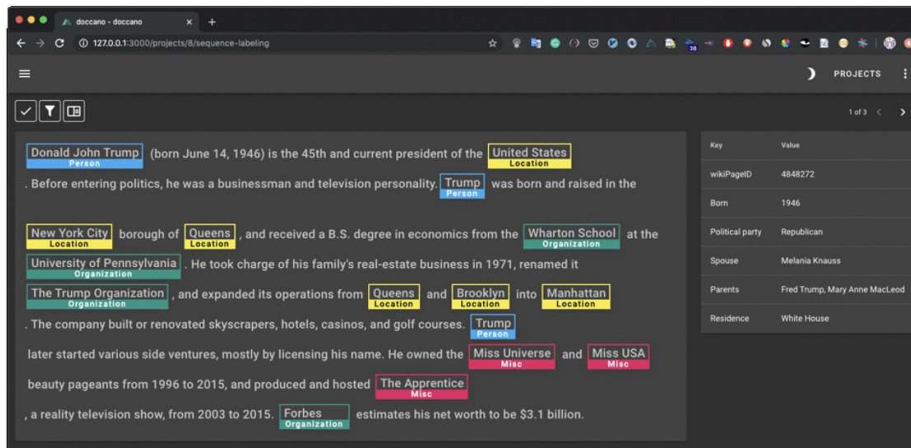 doccano - doccano
127.0.0.1:3000/projects/8/sequence-labeling
PROJECTS
1 of 3
Donald John Trump (born June 14, 1946) is the 45th and current president of the United States
Person Location
. Before entering politics, he was a businessman and television personality. Trump was born and raised in the
Person
New York City borough of Queens , and received a B.S. degree in economics from the Wharton School at the
Location Location Organization
University of Pennsylvania . He took charge of his family's real-estate business in 1971, renamed it
Organization
The Trump Organization , and expanded its operations from Queens and Brooklyn into Manhattan
Organization Location Location Location
. The company built or renovated skyscrapers, hotels, casinos, and golf courses. Trump
Person
later started various side ventures, mostly by licensing his name. He owned the Miss Universe and Miss USA
Misc Misc
beauty pageants from 1996 to 2015, and produced and hosted The Apprentice
Misc
, a reality television show, from 2003 to 2015. Forbes estimates his net worth to be $3.1 billion.
Organization
Key Value
wikiPageID 4848272
Born 1946
Political party Republican
Spouse Melania Knauss
Parents Fred Trump, Mary Anne MacLeod
Residence White House